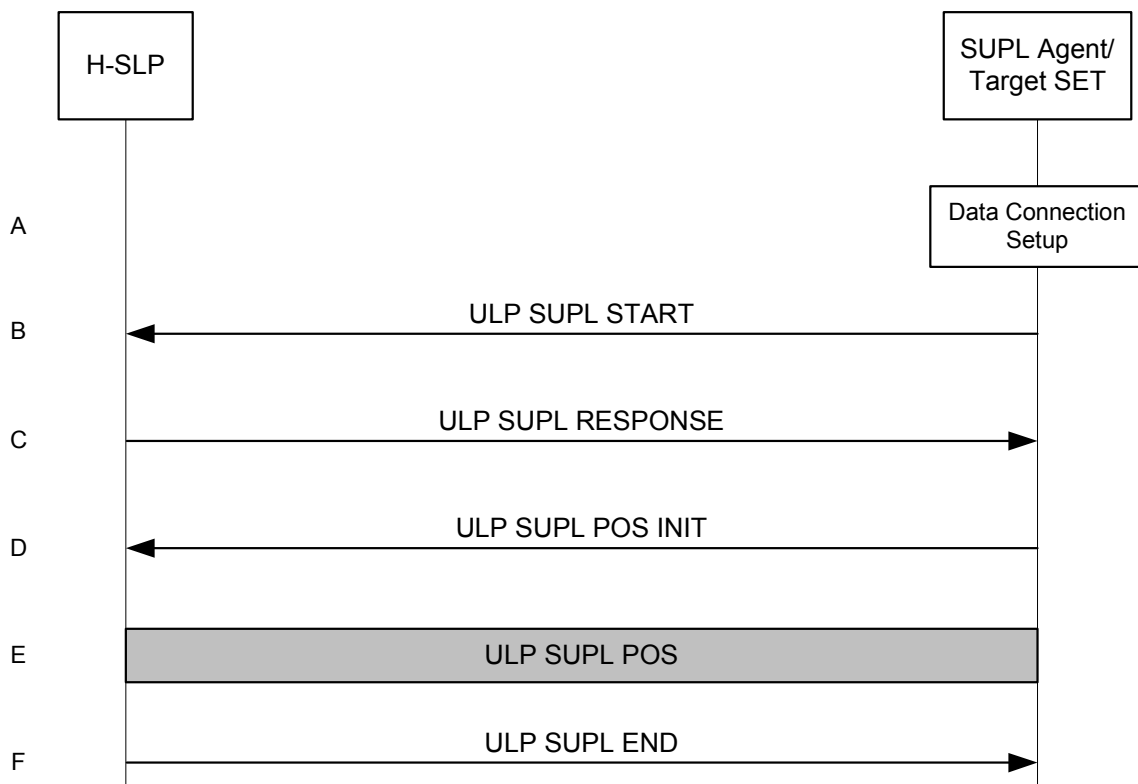 H-SLP
SUPL Agent/
Target SET
A
Data Connection
Setup
B
ULP SUPL START
C
ULP SUPL RESPONSE
D
ULP SUPL POS INIT
E
ULP SUPL POS
F
ULP SUPL END